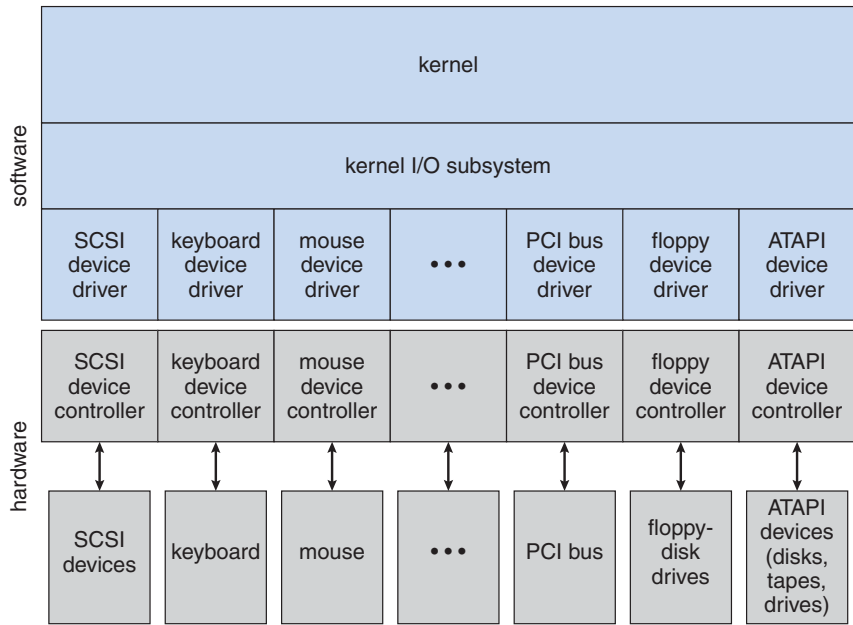 software
kernel
kernel I/O subsystem
SCSI
device
driver
keyboard
device
driver
mouse
device
driver
•••
PCI bus
device
driver
floppy
device
driver
ATAPI
device
driver
hardware
SCSI
device
controller
keyboard
device
controller
mouse
device
controller
•••
PCI bus
device
controller
floppy
device
controller
ATAPI
device
controller
SCSI
devices
keyboard
mouse
•••
PCI bus
floppy-
disk
drives
ATAPI
devices
(disks,
tapes,
drives)